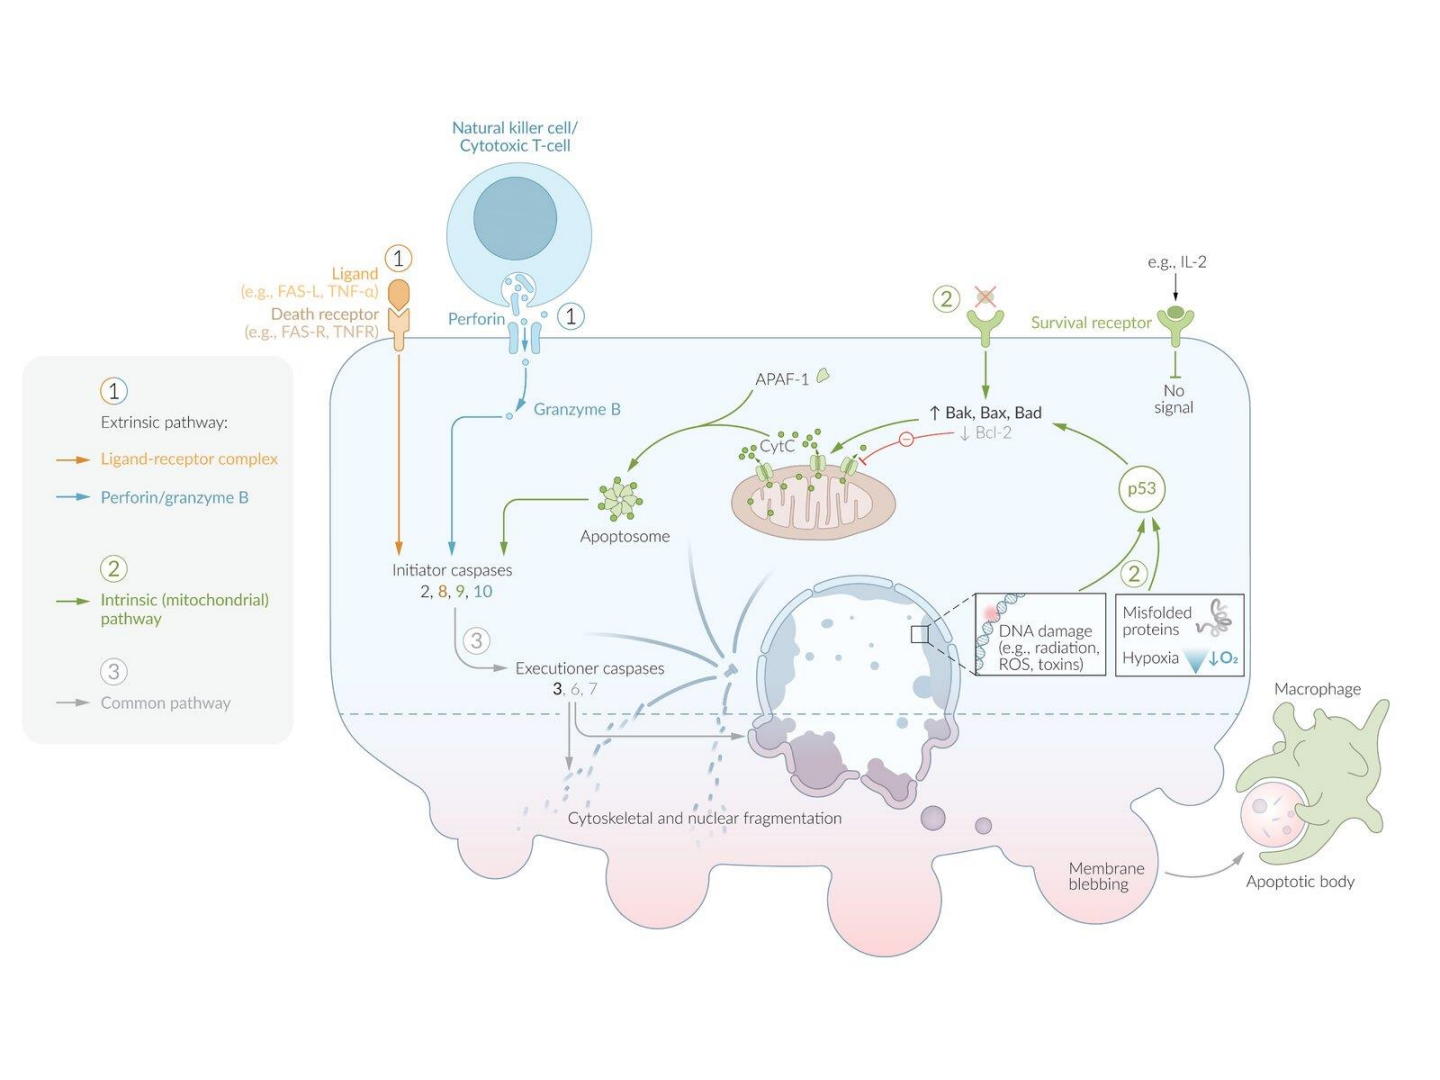 Natural killer cell/
Cytotoxic T-cell
1
Ligand
(e.g., FAS-L, TNF-α)
Death receptor
(e.g., FAS-R, TNFR)
Perforin
1
Granzyme B
2
Survival receptor
e.g., IL-2
No
signal
1
Extrinsic pathway:
Ligand-receptor complex
Perforin/granzyme B
2
Intrinsic (mitochondrial)
pathway
3
Common pathway
APAF-1
CytC
↑ Bak, Bax, Bad
↓ Bcl-2
−
p53
Apoptosome
Initiator caspases
2, 8, 9, 10
3
Executioner caspases
3, 6, 7
2
DNA damage
(e.g., radiation,
ROS, toxins)
Misfolded
proteins
Hypoxia ↓O₂
Cytoskeletal and nuclear fragmentation
Membrane
blebbing
Macrophage
Apoptotic body